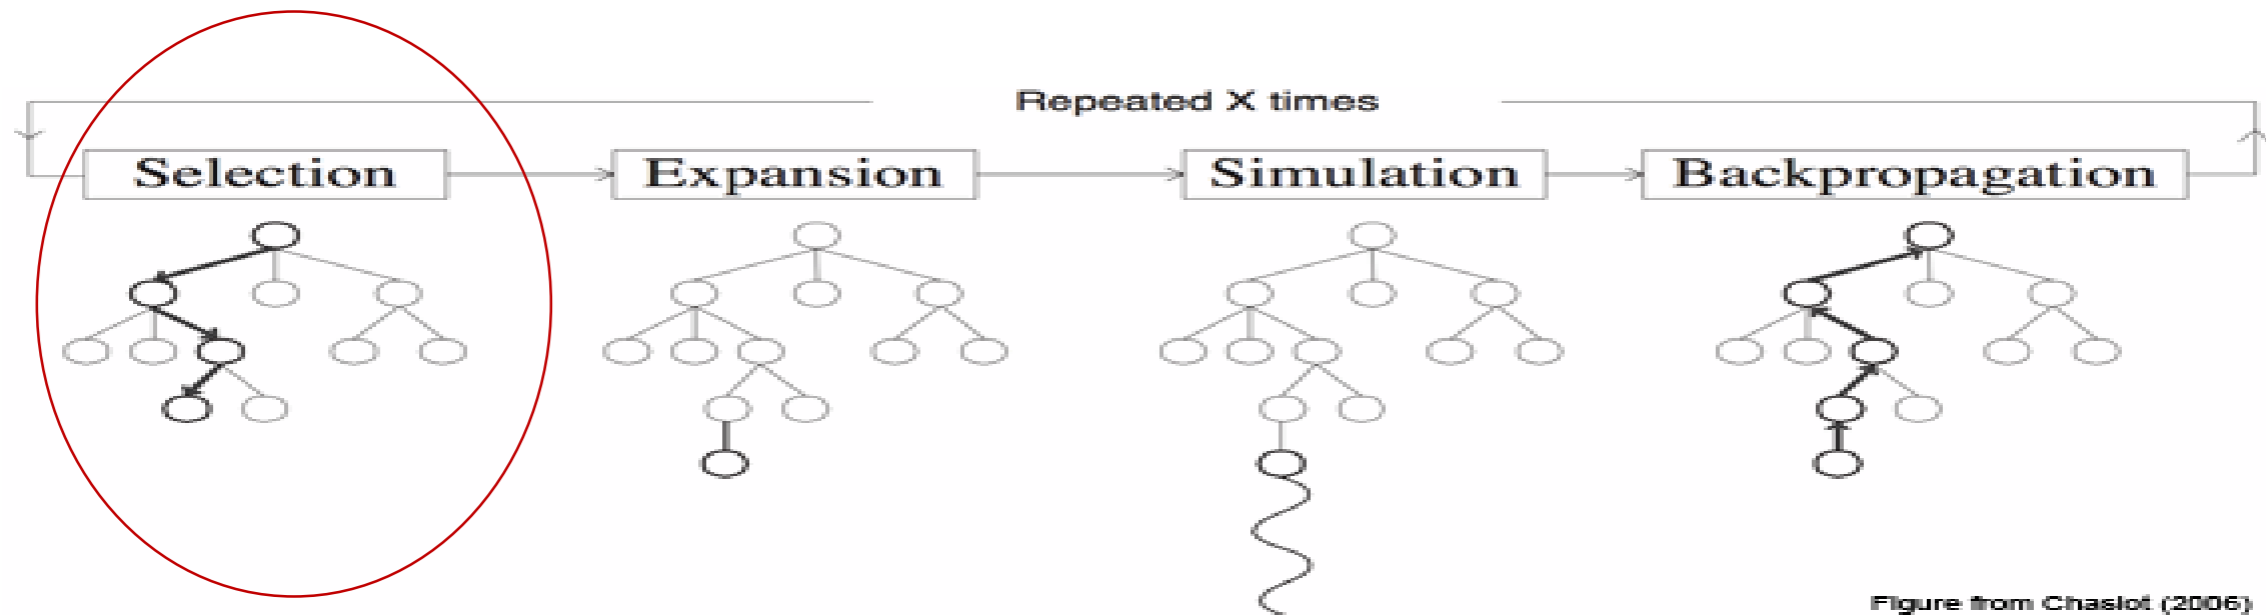 Repeated X times
Selection
Expansion
Simulation
Backpropagation
Figure from Chaslot (2006)